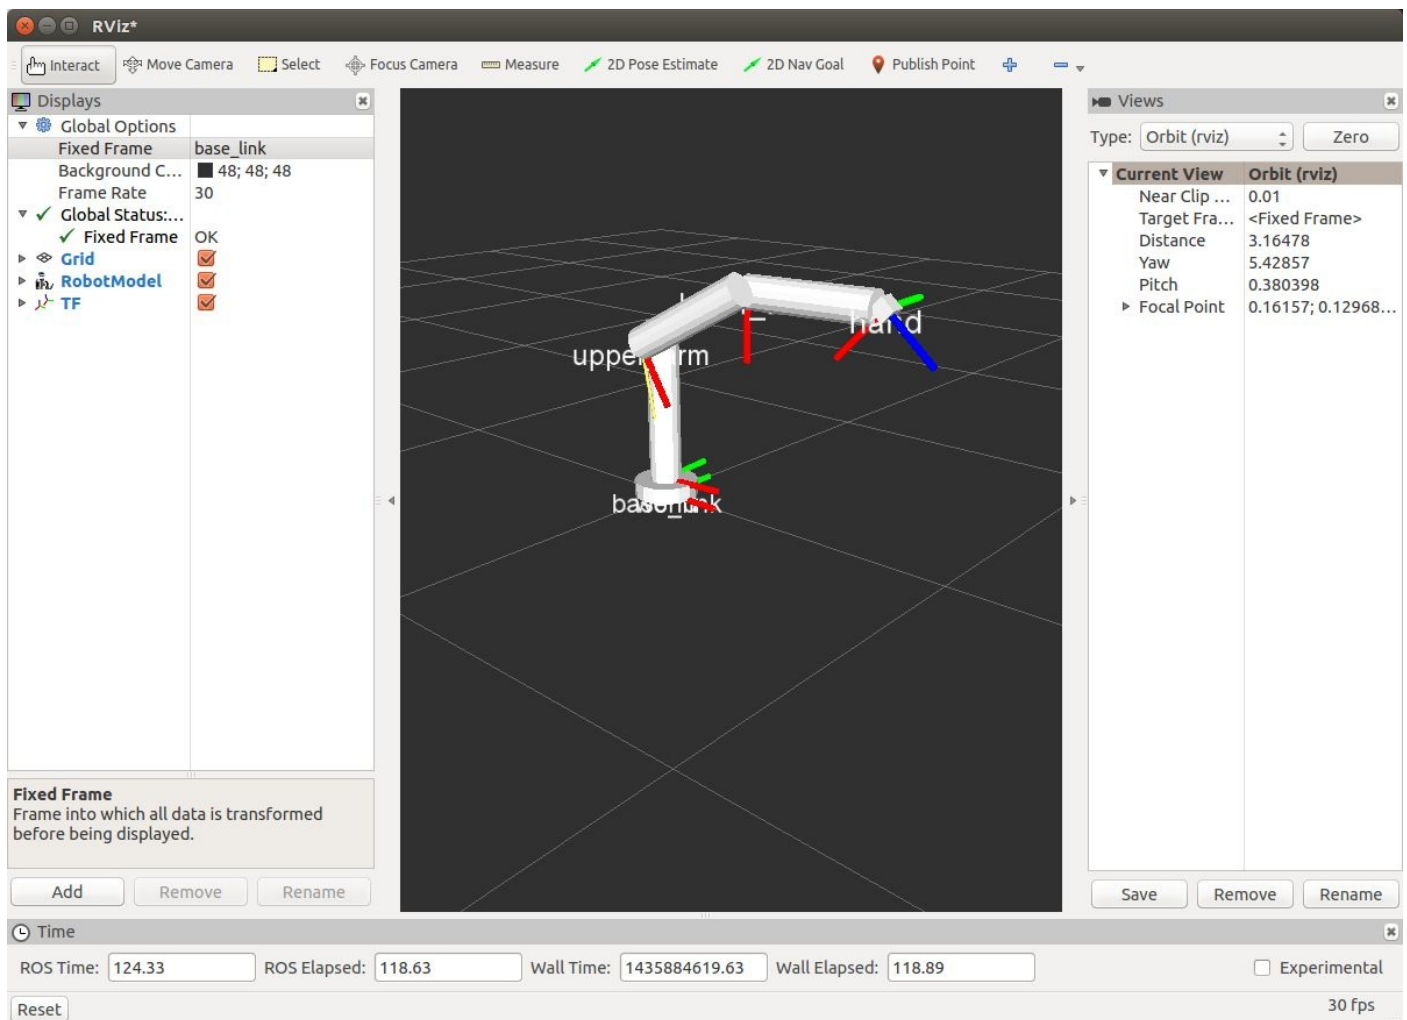 RViz*
Interact Move Camera Select Focus Camera Measure 2D Pose Estimate 2D Nav Goal Publish Point
Displays
Global Options
Fixed Frame base_link
Background C... 48; 48; 48
Frame Rate 30
Global Status:...
Fixed Frame OK
Grid
RobotModel
TF
Fixed Frame
Frame into which all data is transformed
before being displayed.
Add Remove Rename
hand
Views
Type: Orbit (rviz) Zero
Current View Orbit (rviz)
Near Clip ... 0.01
Target Fra... <Fixed Frame>
Distance 3.16478
Yaw 5.42857
Pitch 0.380398
Focal Point 0.16157; 0.12968...
Save Remove Rename
Time
ROS Time: 124.33 ROS Elapsed: 118.63 Wall Time: 1435884619.63 Wall Elapsed: 118.89 Experimental
Reset 30 fps